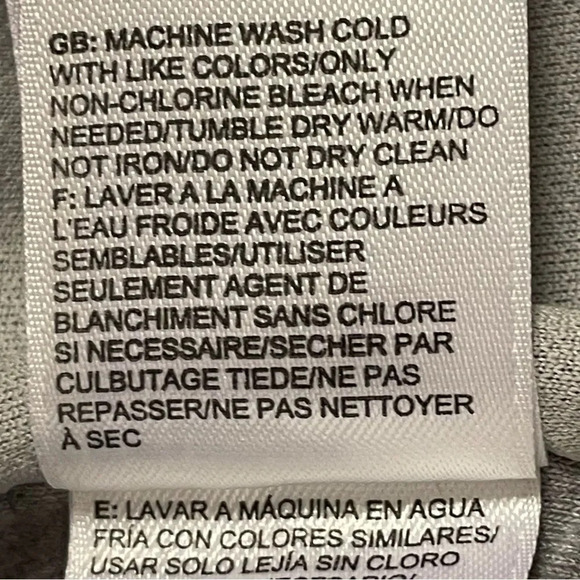 GB: MACHINE WASH COLD
WITH LIKE COLORS/ONLY
NON-CHLORINE BLEACH WHEN
NEEDED/TUMBLE DRY WARM/DO
NOT IRON/DO NOT DRY CLEAN
F: LAVER A LA MACHINE A
L'EAU FROIDE AVEC COULEURS
SEMBLABLES/UTILISER
SEULEMENT AGENT DE
BLANCHIMENT SANS CHLORE
SI NECESSAIRE/SECHER PAR
CULBUTAGE TIEDE/NE PAS
REPASSER/NE PAS NETTOYER
À SEC
E: LAVAR A MÁQUINA EN AGUA
FRÍA CON COLORES SIMILARES/
USAR SOLO LEJÍA SIN CLORO